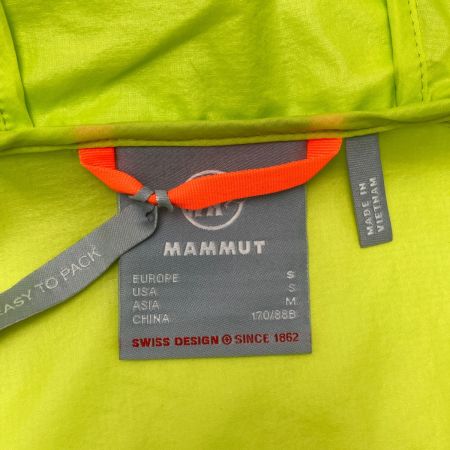 MAMMUT
EUROPE S
USA S
ASIA M
CHINA 170/88B
SWISS DESIGN SINCE 1862
EASY TO PACK
MADE IN
VIETNAM